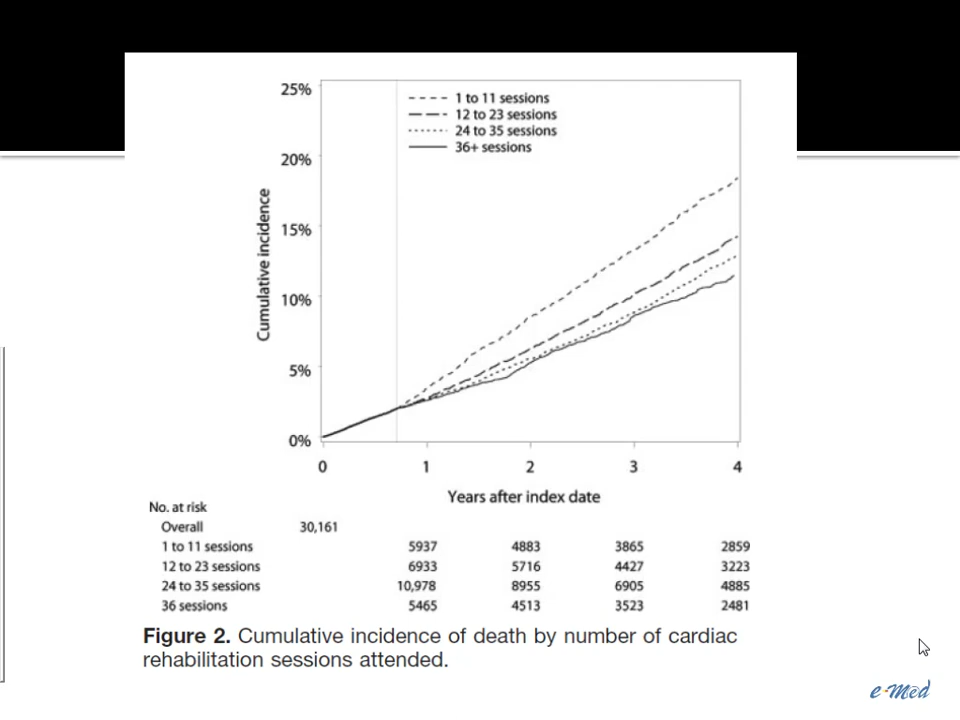 25%
20%
15%
10%
5%
0%
Cumulative incidence
1 to 11 sessions
12 to 23 sessions
24 to 35 sessions
36+ sessions
0 1 2 3 4
Years after index date
No. at risk
Overall 30,161
1 to 11 sessions 5937 4883 3865 2859
12 to 23 sessions 6933 5716 4427 3223
24 to 35 sessions 10,978 8955 6905 4885
36 sessions 5465 4513 3523 2481
Figure 2. Cumulative incidence of death by number of cardiac
rehabilitation sessions attended.
e-Med